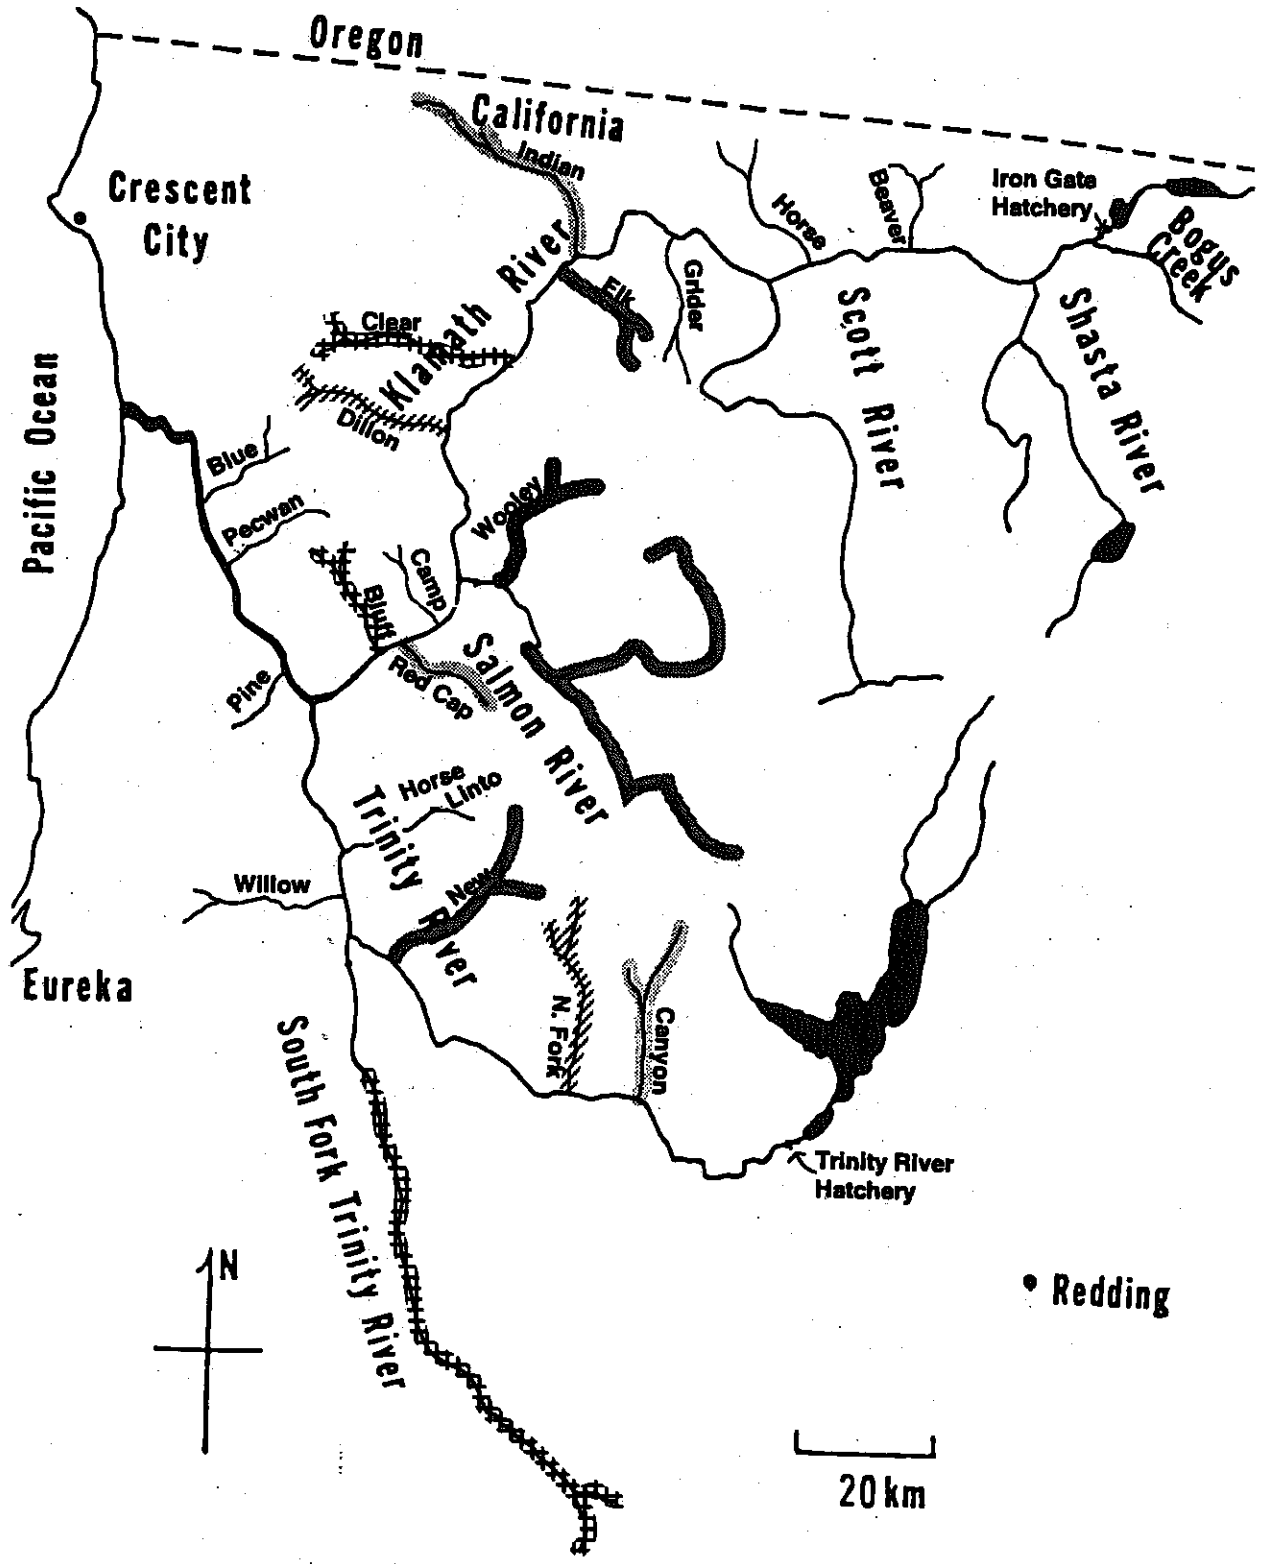 Oregon
California
Indian
Crescent
City
Iron Gate
Hatchery
Bogus
Creek
Horse
Beaver
Klamath River
Elk
Grider
Scott River
Shasta River
Clear
Dillon
Pacific Ocean
Blue
Pecwan
Wooley
Camp
Bluff
Red Cap
Pine
Salmon River
Horse
Linto
Trinity River
Willow
New
Eureka
N. Fork
Canyon
South Fork Trinity River
Trinity River
Hatchery
N
Redding
20 km